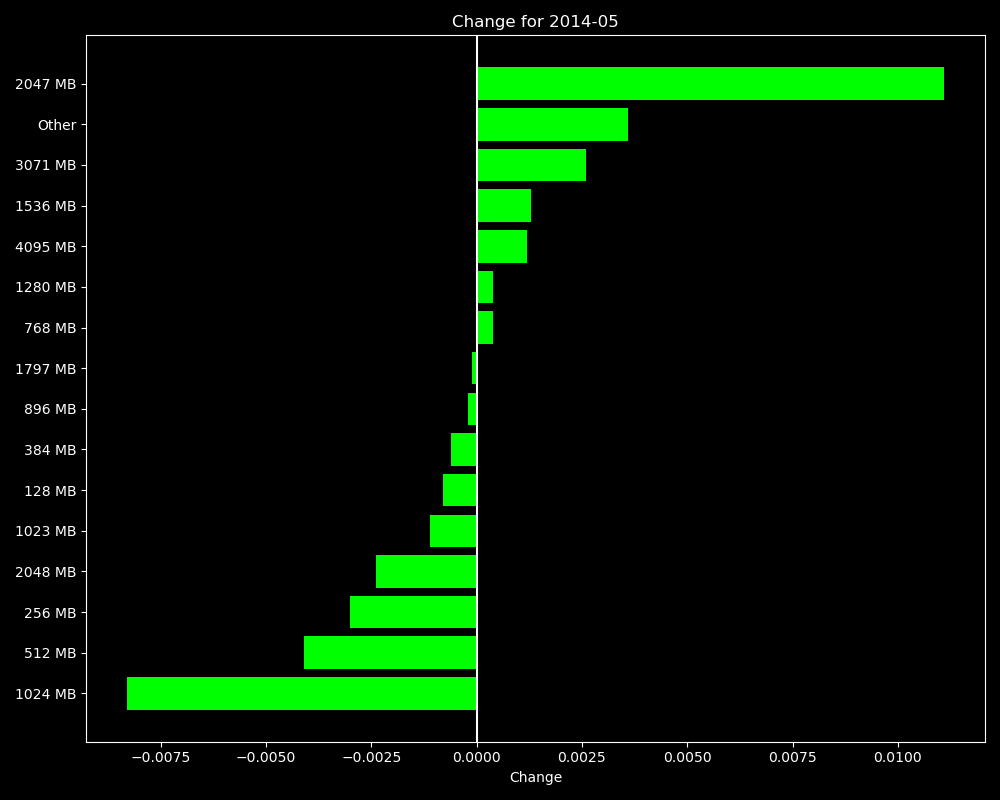 Change for 2014-05
2047 MB
Other
3071 MB
1536 MB
4095 MB
1280 MB
768 MB
1797 MB
896 MB
384 MB
128 MB
1023 MB
2048 MB
256 MB
512 MB
1024 MB
−0.0075 −0.0050 −0.0025 0.0000 0.0025 0.0050 0.0075 0.0100
Change